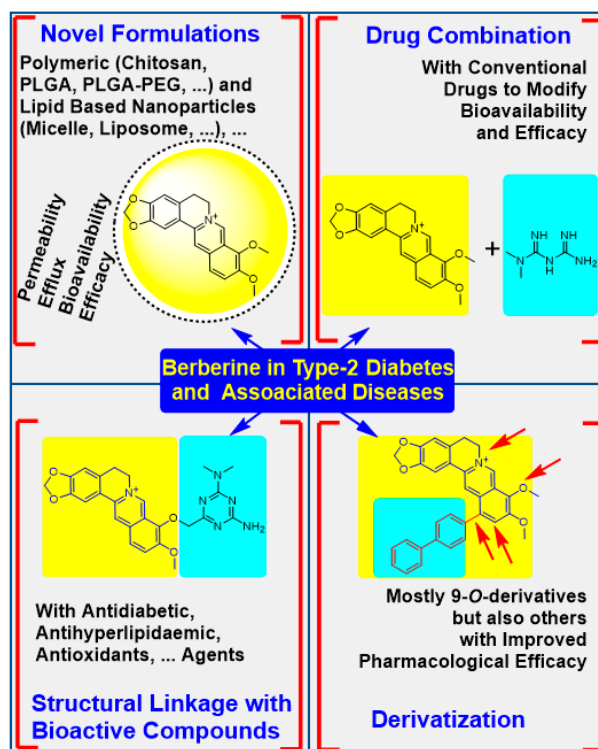 Novel Formulations
Polymeric (Chitosan,
PLGA, PLGA-PEG, ...) and
Lipid Based Nanoparticles
(Micelle, Liposome, ...), ...
Permeability
Efflux
Bioavailability
Efficacy
O
O
N+
O
O
Drug Combination
With Conventional
Drugs to Modify
Bioavailability
and Efficacy
O
O
N+
O
O
+
NH NH
N N H NH2
Berberine in Type-2 Diabetes
and Assoaciated Diseases
O
O
N+
O
O
N
N N
N NH2
With Antidiabetic,
Antihyperlipidaemic,
Antioxidants, ... Agents
Structural Linkage with
Bioactive Compounds
O
O
N+
O
O
Mostly 9-O-derivatives
but also others
with Improved
Pharmacological Efficacy
Derivatization